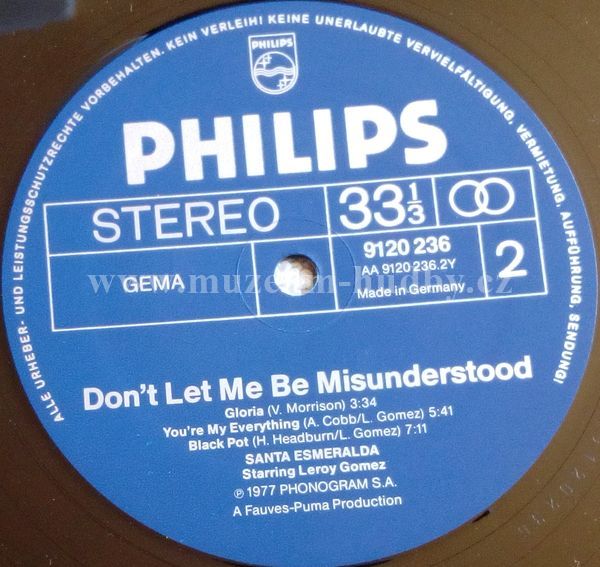 ALLE URHEBER- UND LEISTUNGSSCHUTZRECHTE VORBEHALTEN. KEIN VERLEIH! KEINE UNERLAUBTE VERVIELFÄLTIGUNG, VERMIETUNG, AUFFÜHRUNG, SENDUNG!
PHILIPS
PHILIPS
STEREO
33 1/3
GEMA
9120 236
AA 9120 236.2Y
Made in Germany
2
www.muzeum-hudby.cz
Don't Let Me Be Misunderstood
Gloria (V. Morrison) 3:34
You're My Everything (A. Cobb/L. Gomez) 5:41
Black Pot (H. Headburn/L. Gomez) 7:11
SANTA ESMERALDA
Starring Leroy Gomez
℗ 1977 PHONOGRAM S.A.
A Fauves-Puma Production